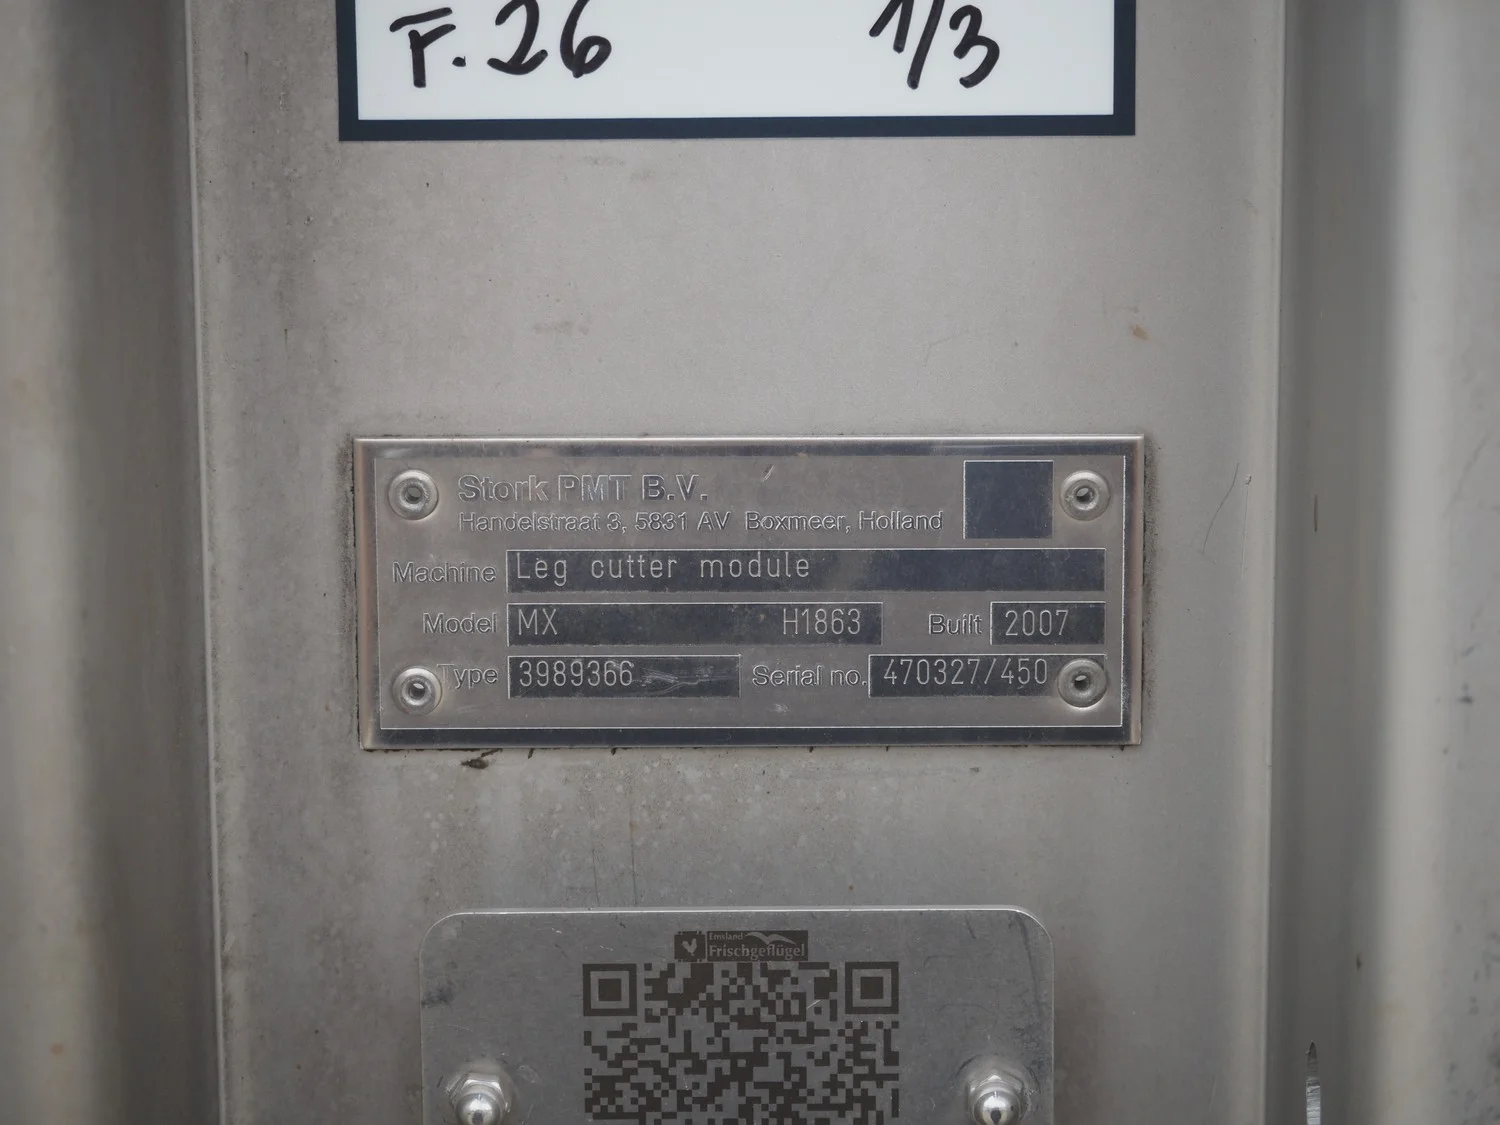 F.26 1/3
Stork PMT B.V.
Handelstraat 3, 5831 AV Boxmeer, Holland
Machine Leg cutter module
Model MX H1863 Built 2007
Type 3989366 Serial no. 470327/450
Emsland
Frischgeflügel